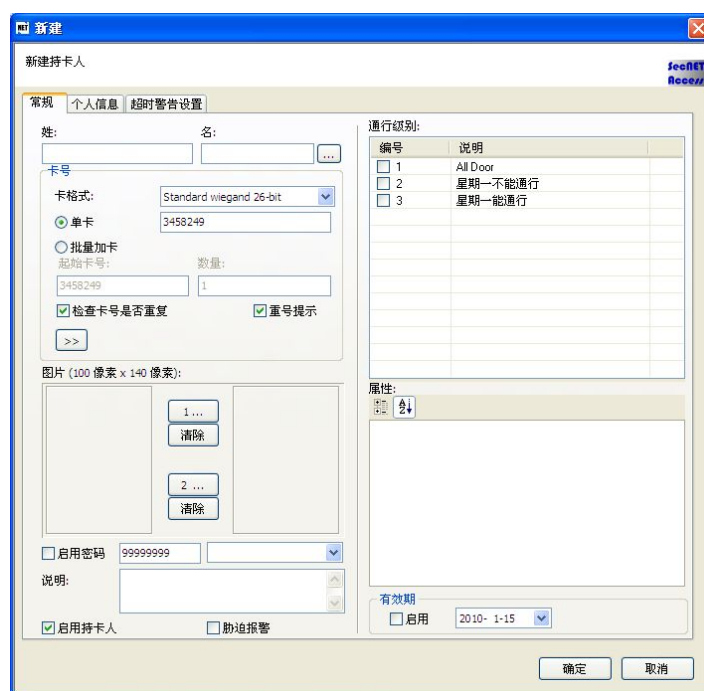 新建
新建持卡人
SecNET
Access
常规 个人信息 超时警告设置
姓: 名:
...
卡号
卡格式: Standard wiegand 26-bit
单卡 3458249
批量加卡
起始卡号: 数量:
3458249 1
检查卡号是否重复 重号提示
>>
图片 (100 像素 x 140 像素):
1 ...
清除
2 ...
清除
启用密码 99999999
说明:
启用持卡人 胁迫报警
通行级别:
编号 说明
1 All Door
2 星期一不能通行
3 星期一能通行
属性:
有效期
启用 2010- 1-15
确定 取消